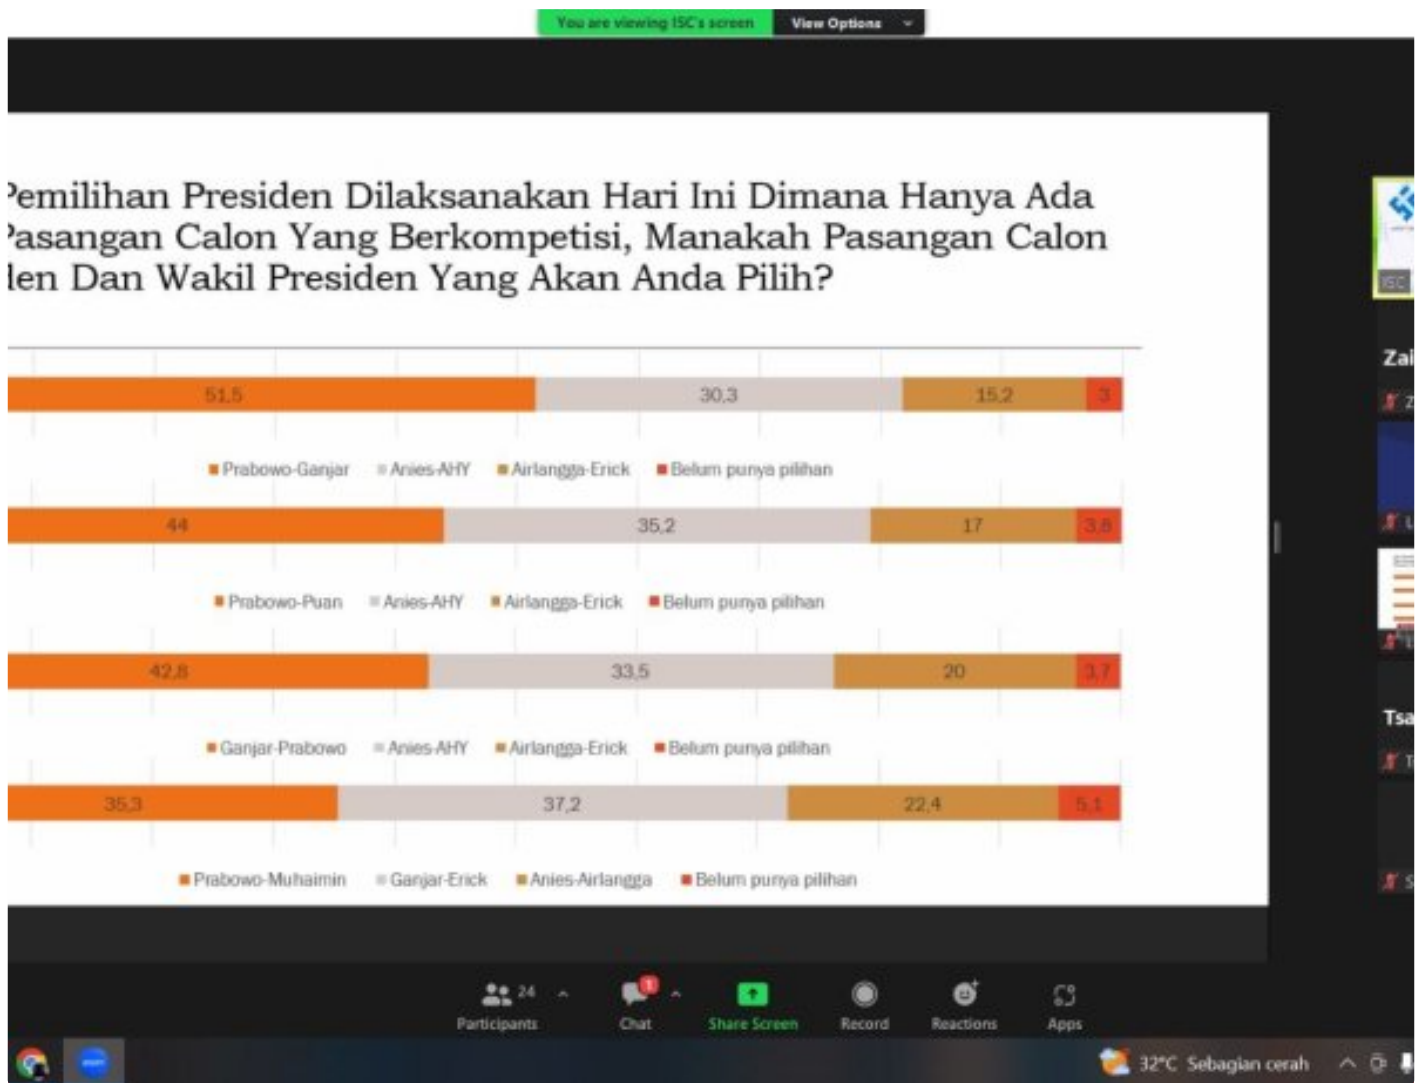 You are viewing ISC's screen View Options
Pemilihan Presiden Dilaksanakan Hari Ini Dimana Hanya Ada
Pasangan Calon Yang Berkompetisi, Manakah Pasangan Calon
den Dan Wakil Presiden Yang Akan Anda Pilih?
ISC
51,5 30,3 15,2 3
Zai
Z
Prabowo-Ganjar Anies-AHY Airlangga-Erick Belum punya pilihan
44 35,2 17 3,8
L
Prabowo-Puan Anies-AHY Airlangga-Erick Belum punya pilihan
42,8 33,5 20 3,7
Tsa
Ganjar-Prabowo Anies-AHY Airlangga-Erick Belum punya pilihan
T
35,3 37,2 22,4 5,1
Prabowo-Muhaimin Ganjar-Erick Anies-Airlangga Belum punya pilihan
S
24 1
Participants Chat Share Screen Record Reactions Apps
zoom 32°C Sebagian cerah